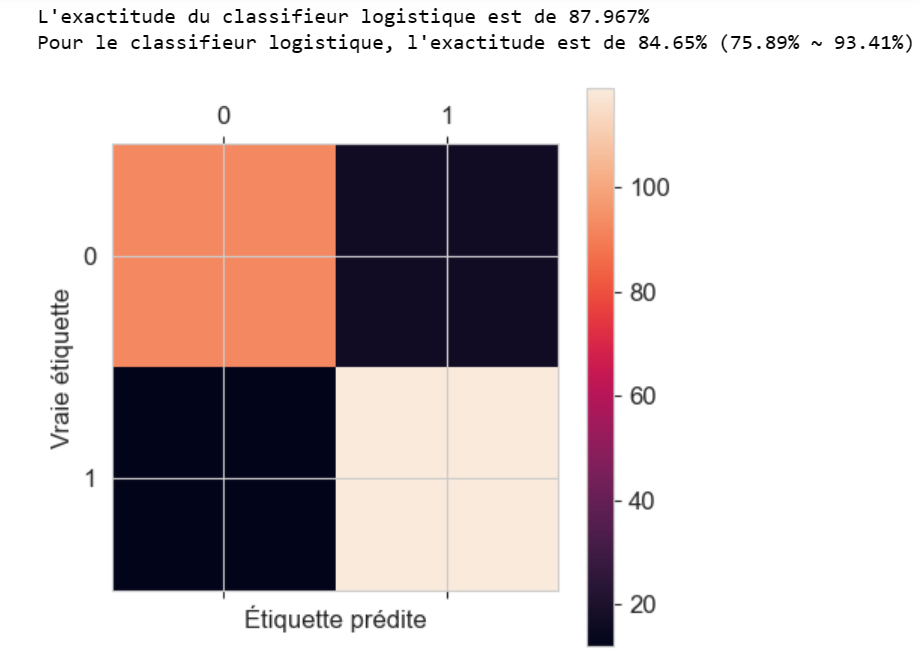 L'exactitude du classifieur logistique est de 87.967%
Pour le classifieur logistique, l'exactitude est de 84.65% (75.89% ~ 93.41%)
0 1
100
0
80
Vraie étiquette
60
1
40
20
Étiquette prédite